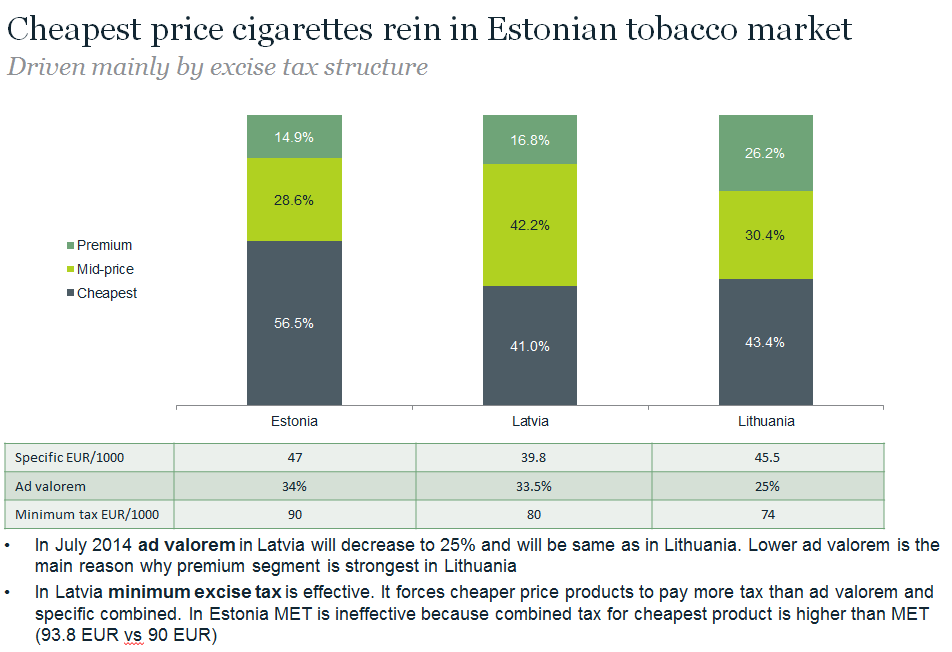 Cheapest price cigarettes rein in Estonian tobacco market
Driven mainly by excise tax structure
14.9%
16.8%
26.2%
28.6%
42.2%
30.4%
Premium
Mid-price
Cheapest
56.5%
41.0%
43.4%
Estonia Latvia Lithuania
Specific EUR/1000 47 39.8 45.5
Ad valorem 34% 33.5% 25%
Minimum tax EUR/1000 90 80 74
• In July 2014 ad valorem in Latvia will decrease to 25% and will be same as in Lithuania. Lower ad valorem is the
main reason why premium segment is strongest in Lithuania
• In Latvia minimum excise tax is effective. It forces cheaper price products to pay more tax than ad valorem and
specific combined. In Estonia MET is ineffective because combined tax for cheapest product is higher than MET
(93.8 EUR vs 90 EUR)